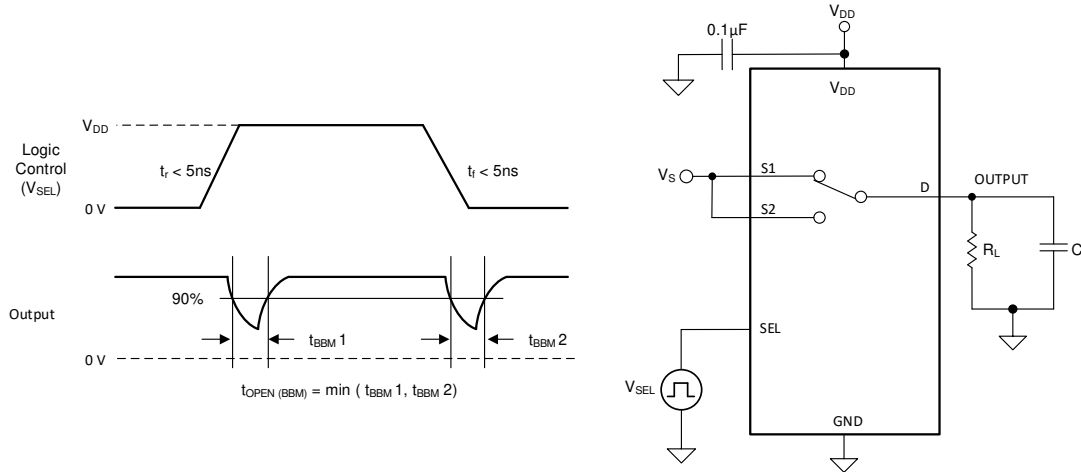 V_DD
Logic
Control
(V_SEL)
t_r < 5ns
t_f < 5ns
0 V
Output
90%
t_BBM 1
t_BBM 2
0 V
t_OPEN (BBM) = min ( t_BBM 1, t_BBM 2)
V_DD
0.1µF
V_DD
V_S
S1
S2
D
OUTPUT
R_L
C
SEL
V_SEL
GND